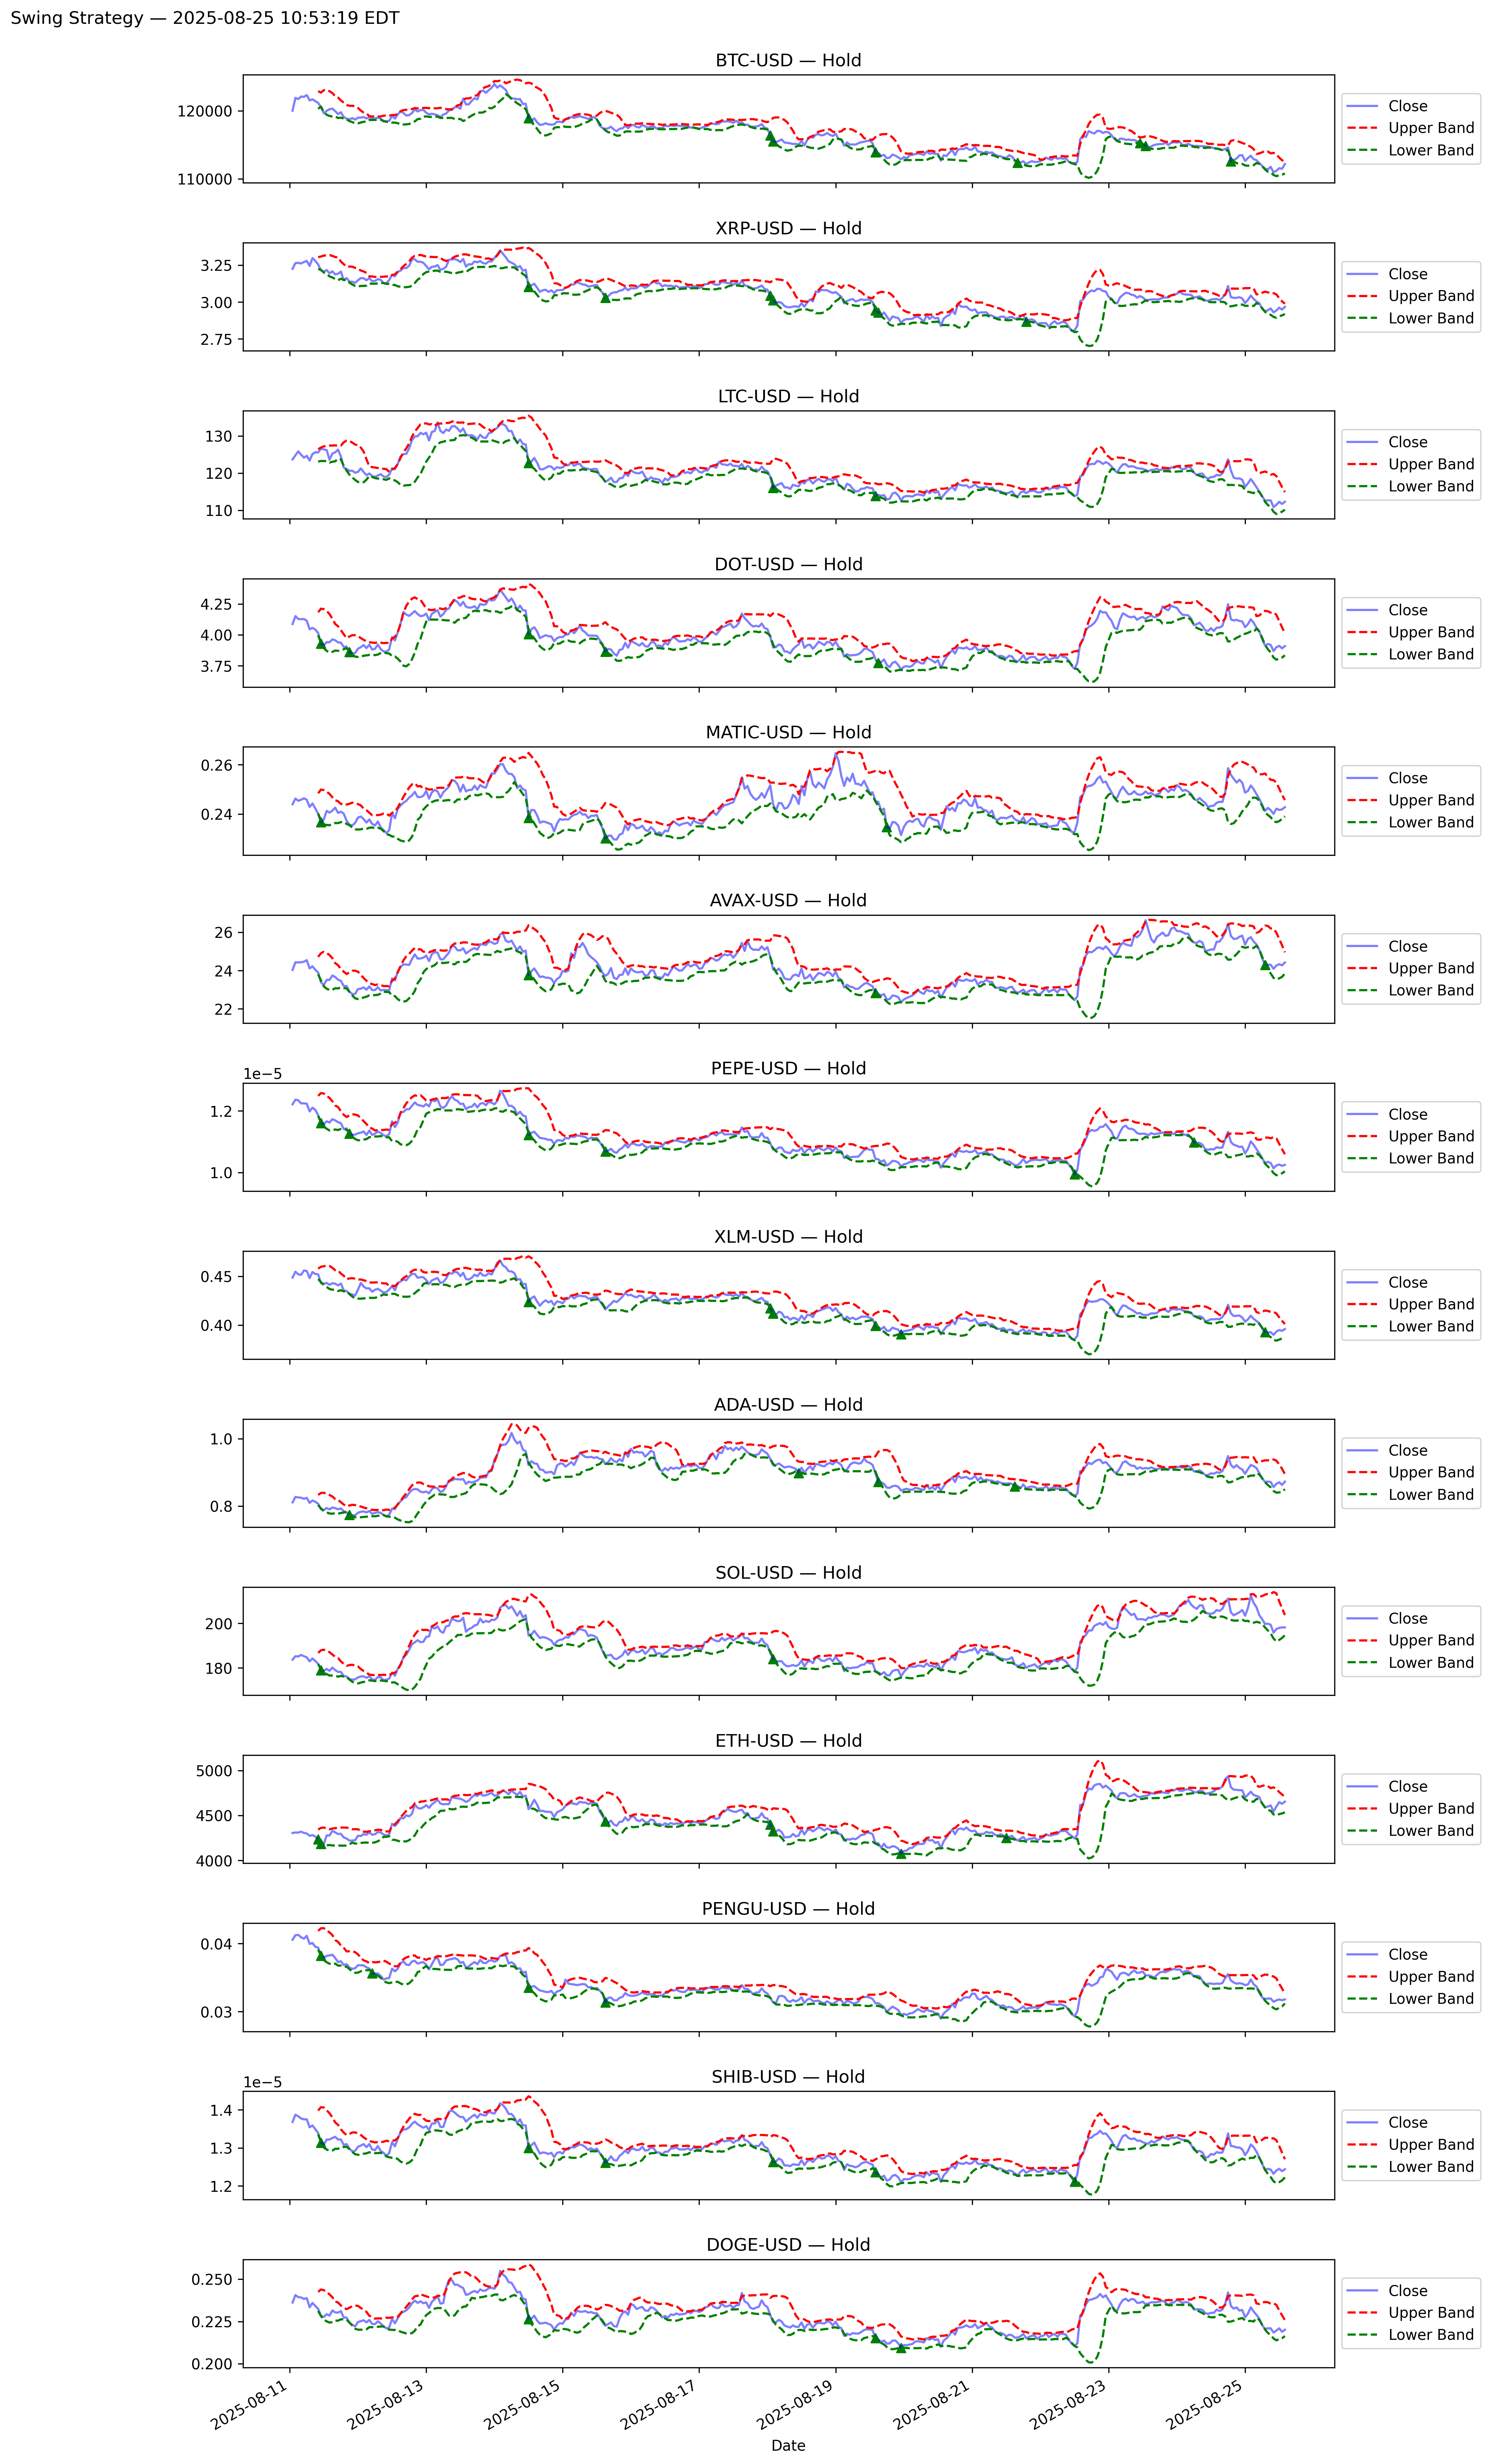 Swing Strategy — 2025-08-25 10:53:19 EDT
BTC-USD — Hold
120000
110000
Close
Upper Band
Lower Band
XRP-USD — Hold
3.25
3.00
2.75
Close
Upper Band
Lower Band
LTC-USD — Hold
130
120
110
Close
Upper Band
Lower Band
DOT-USD — Hold
4.25
4.00
3.75
Close
Upper Band
Lower Band
MATIC-USD — Hold
0.26
0.24
Close
Upper Band
Lower Band
AVAX-USD — Hold
26
24
22
Close
Upper Band
Lower Band
PEPE-USD — Hold
1e−5
1.2
1.0
Close
Upper Band
Lower Band
XLM-USD — Hold
0.45
0.40
Close
Upper Band
Lower Band
ADA-USD — Hold
1.0
0.8
Close
Upper Band
Lower Band
SOL-USD — Hold
200
180
Close
Upper Band
Lower Band
ETH-USD — Hold
5000
4500
4000
Close
Upper Band
Lower Band
PENGU-USD — Hold
0.04
0.03
Close
Upper Band
Lower Band
SHIB-USD — Hold
1e−5
1.4
1.3
1.2
Close
Upper Band
Lower Band
DOGE-USD — Hold
0.250
0.225
0.200
Close
Upper Band
Lower Band
2025-08-11
2025-08-13
2025-08-15
2025-08-17
2025-08-19
2025-08-21
2025-08-23
2025-08-25
Date